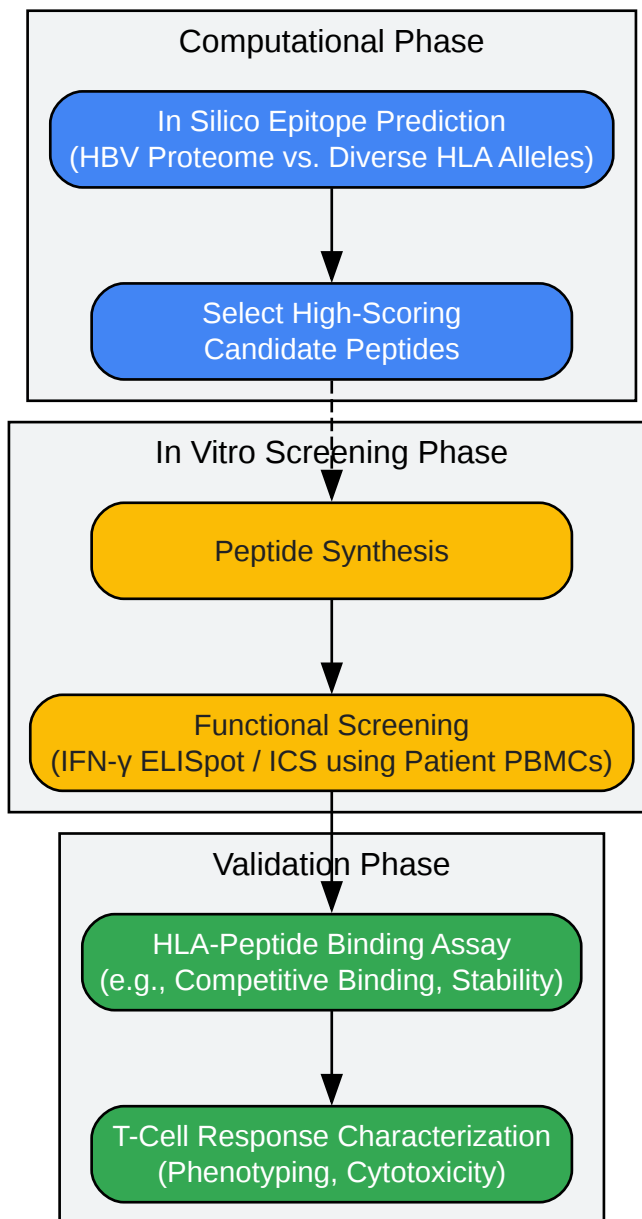 Computational Phase
In Silico Epitope Prediction
(HBV Proteome vs. Diverse HLA Alleles)
Select High-Scoring
Candidate Peptides
In Vitro Screening Phase
Peptide Synthesis
Functional Screening
(IFN-γ ELISpot / ICS using Patient PBMCs)
Validation Phase
HLA-Peptide Binding Assay
(e.g., Competitive Binding, Stability)
T-Cell Response Characterization
(Phenotyping, Cytotoxicity)